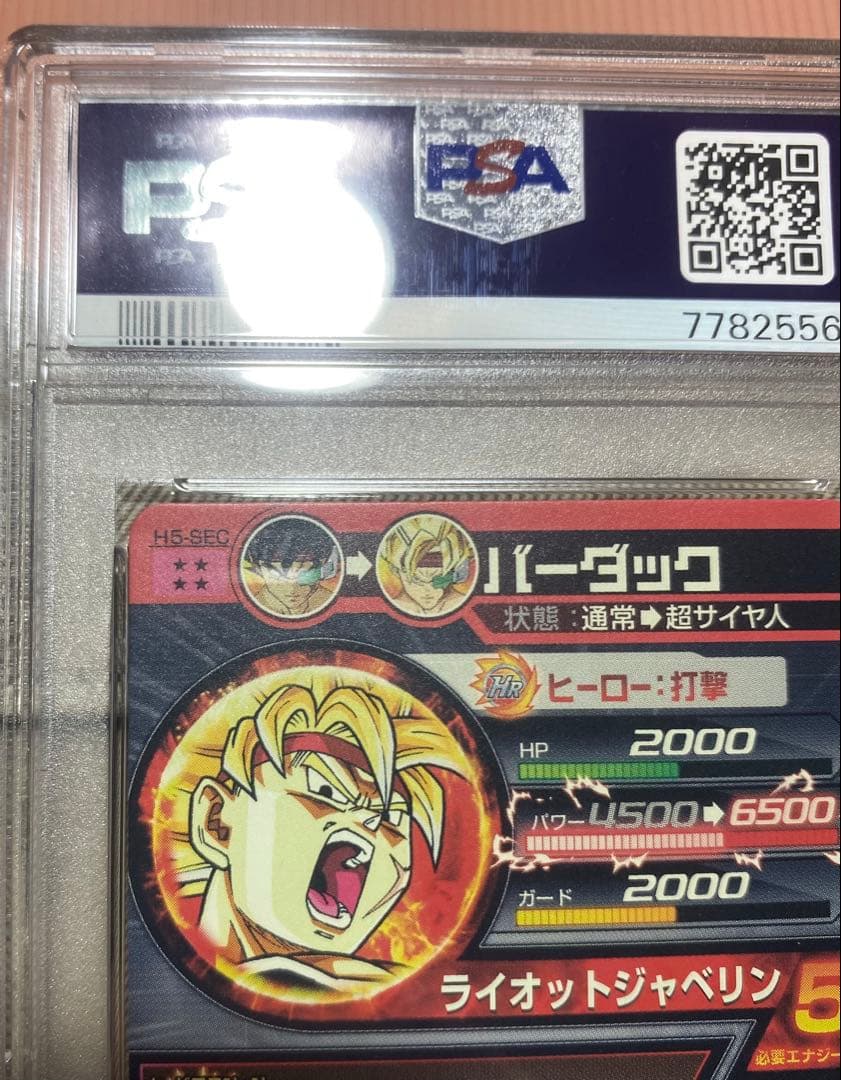 PSA
7782556
H5-SEC
バーダック
状態：通常➡超サイヤ人
HR ヒーロー：打撃
HP 2000
パワー 4500➡6500
ガード 2000
ライオットジャベリン 5
必要エナジー